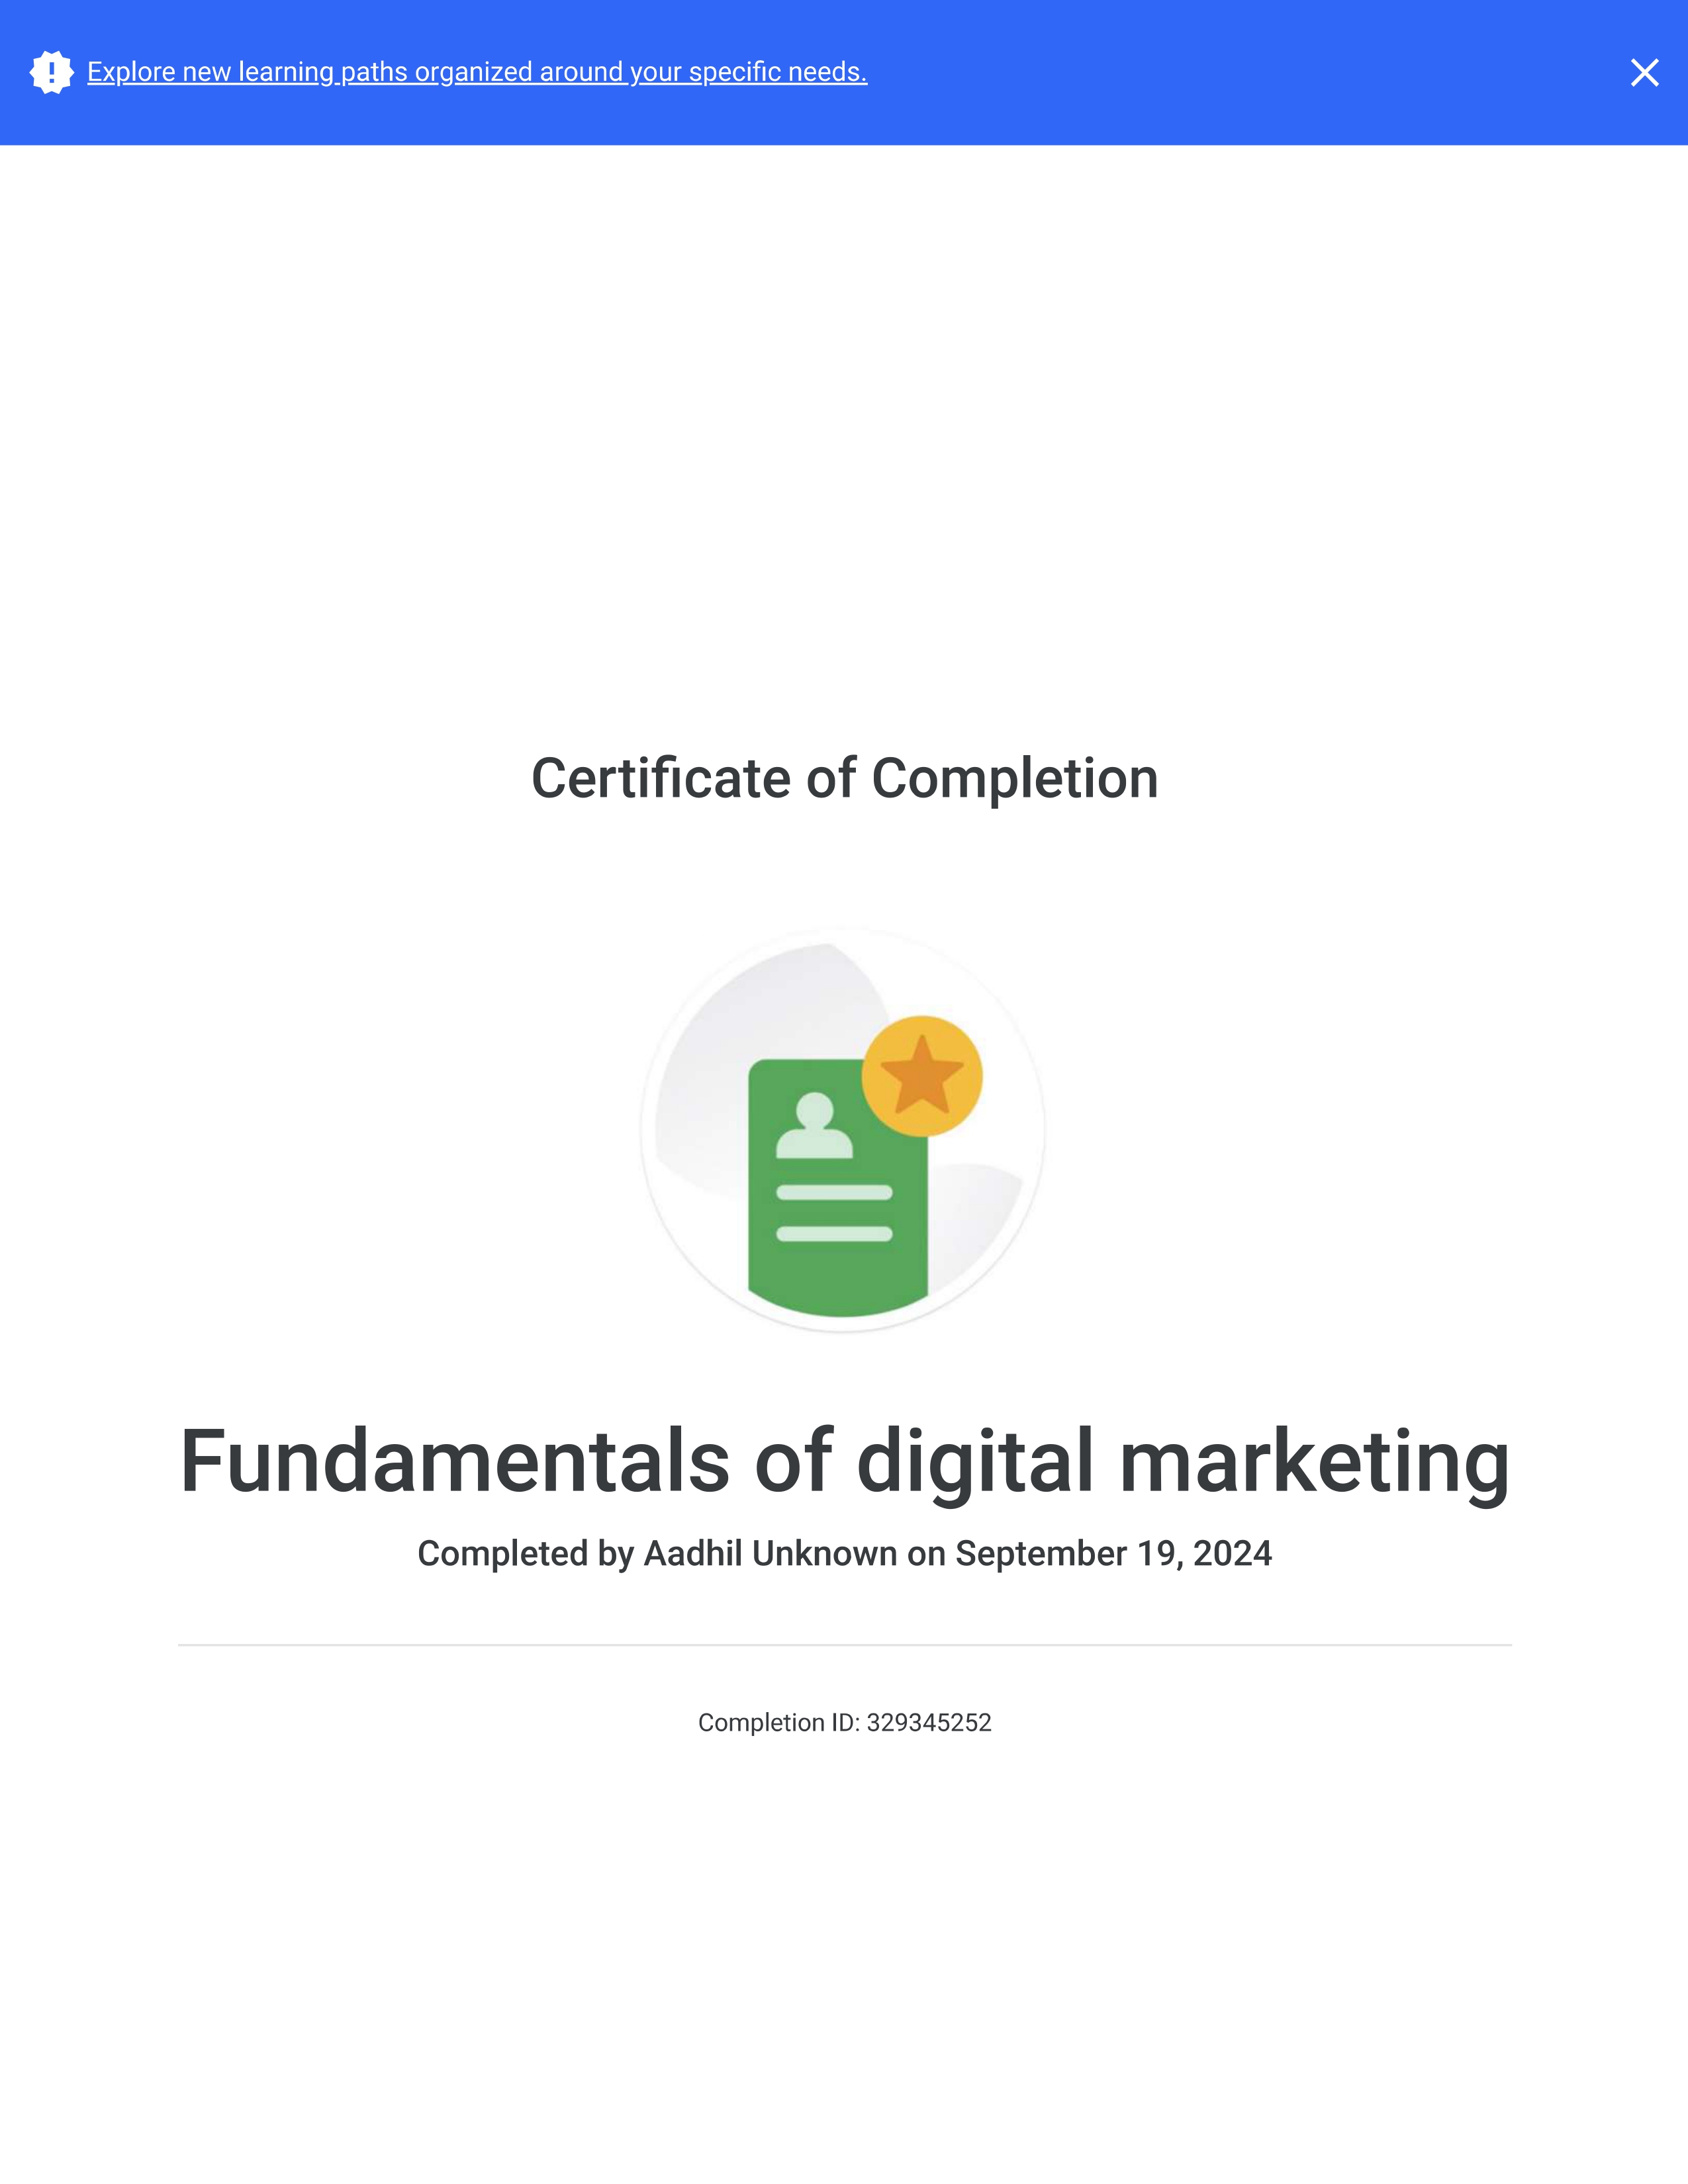 Explore new learning paths organized around your specific needs.
Certificate of Completion
Fundamentals of digital marketing
Completed by Aadhil Unknown on September 19, 2024
Completion ID: 329345252